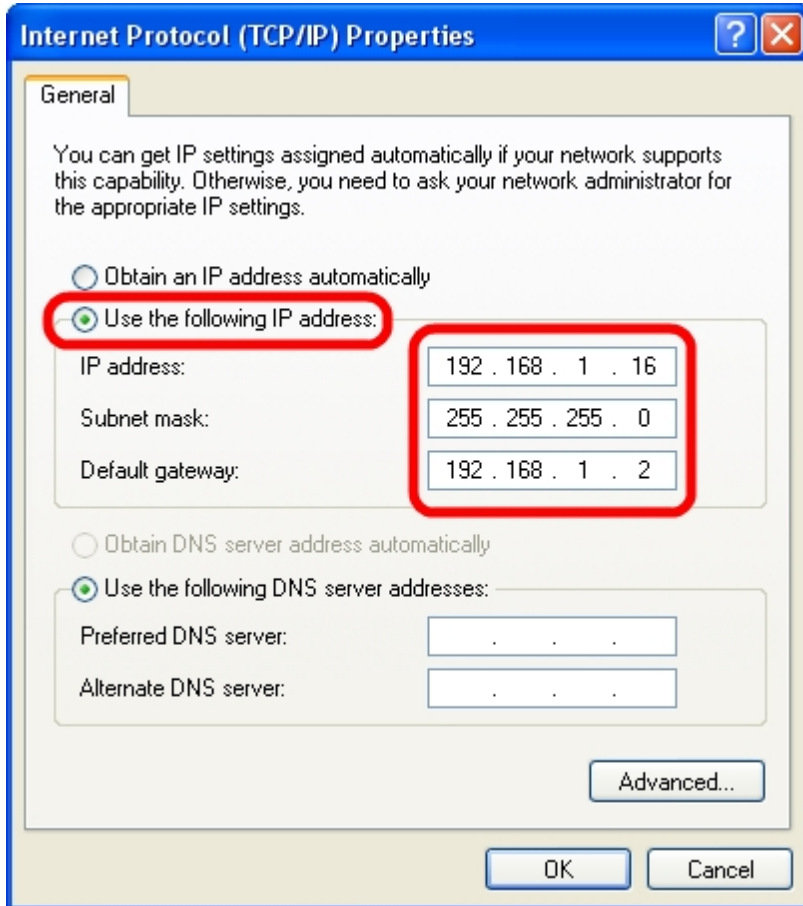 Internet Protocol (TCP/IP) Properties
General
You can get IP settings assigned automatically if your network supports
this capability. Otherwise, you need to ask your network administrator for
the appropriate IP settings.
Obtain an IP address automatically
Use the following IP address:
IP address: 192 . 168 . 1 . 16
Subnet mask: 255 . 255 . 255 . 0
Default gateway: 192 . 168 . 1 . 2
Obtain DNS server address automatically
Use the following DNS server addresses:
Preferred DNS server: . . .
Alternate DNS server: . . .
Advanced...
OK Cancel